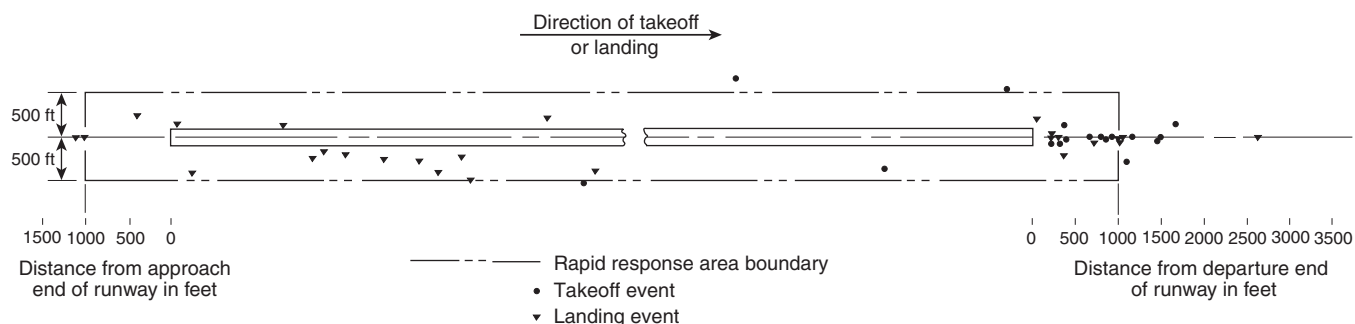 Direction of takeoff
or landing
500 ft
500 ft
1500 1000 500 0
0 500 1000 1500 2000 2500 3000 3500
Distance from approach
end of runway in feet
Rapid response area boundary
Takeoff event
Landing event
Distance from departure end
of runway in feet